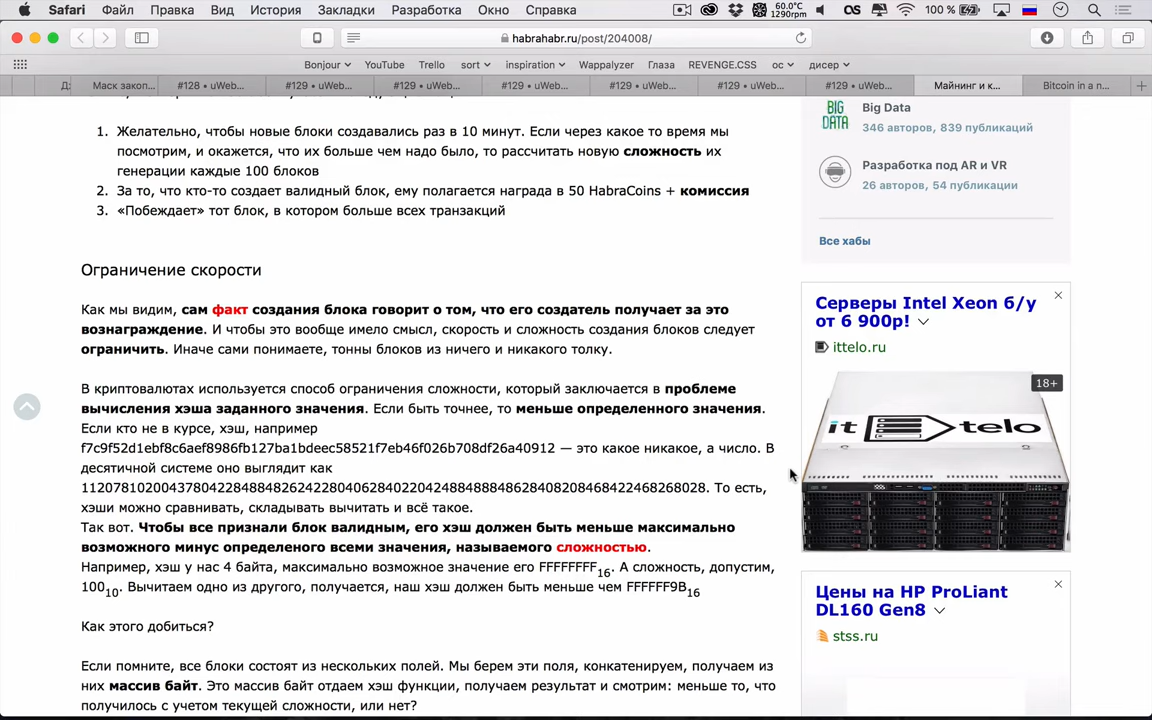 Safari Файл Правка Вид История Закладки Разработка Окно Справка 60.0°C 1290rpm 100 %
habrahabr.ru/post/204008/
Bonjour YouTube Trello sort inspiration Wappalyzer Глаза REVENGE.CSS ос дисер
Д: Маск закоп... #128 • uWeb... #129 • uWeb... #129 • uWeb... #129 • uWeb... #129 • uWeb... #129 • uWeb... #129 • uWeb... Майнинг и к... Bitcoin in a n...
1. Желательно, чтобы новые блоки создавались раз в 10 минут. Если через какое то время мы
посмотрим, и окажется, что их больше чем надо было, то рассчитать новую сложность их
генерации каждые 100 блоков
2. За то, что кто-то создает валидный блок, ему полагается награда в 50 HabraCoins + комиссия
3. «Побеждает» тот блок, в котором больше всех транзакций
Ограничение скорости
Как мы видим, сам факт создания блока говорит о том, что его создатель получает за это
вознаграждение. И чтобы это вообще имело смысл, скорость и сложность создания блоков следует
ограничить. Иначе сами понимаете, тонны блоков из ничего и никакого толку.
В криптовалютах используется способ ограничения сложности, который заключается в проблеме
вычисления хэша заданного значения. Если быть точнее, то меньше определенного значения.
Если кто не в курсе, хэш, например
f7c9f52d1ebf8c6aef8986fb127ba1bdeec58521f7eb46f026b708df26a40912 — это какое никакое, а число. В
десятичной системе оно выглядит как
1120781020043780422848848262422804062840220424884888486284082084684222468268028. То есть,
хэши можно сравнивать, складывать вычитать и всё такое.
Так вот. Чтобы все признали блок валидным, его хэш должен быть меньше максимально
возможного минус определеного всеми значения, называемого сложностью.
Например, хэш у нас 4 байта, максимально возможное значение его FFFFFFFF16. А сложность, допустим,
10010. Вычитаем одно из другого, получается, наш хэш должен быть меньше чем FFFFFF9B16
Как этого добиться?
Если помните, все блоки состоят из нескольких полей. Мы берем эти поля, конкатенируем, получаем из
них массив байт. Это массив байт отдаем хэш функции, получаем результат и смотрим: меньше то, что
получилось с учетом текущей сложности, или нет?
BIG DATA
Big Data
346 авторов, 839 публикаций
Разработка под AR и VR
26 авторов, 54 публикации
Все хабы
Серверы Intel Xeon б/у
от 6 900р!
ittelo.ru
18+
it telo
Цены на HP ProLiant
DL160 Gen8
stss.ru